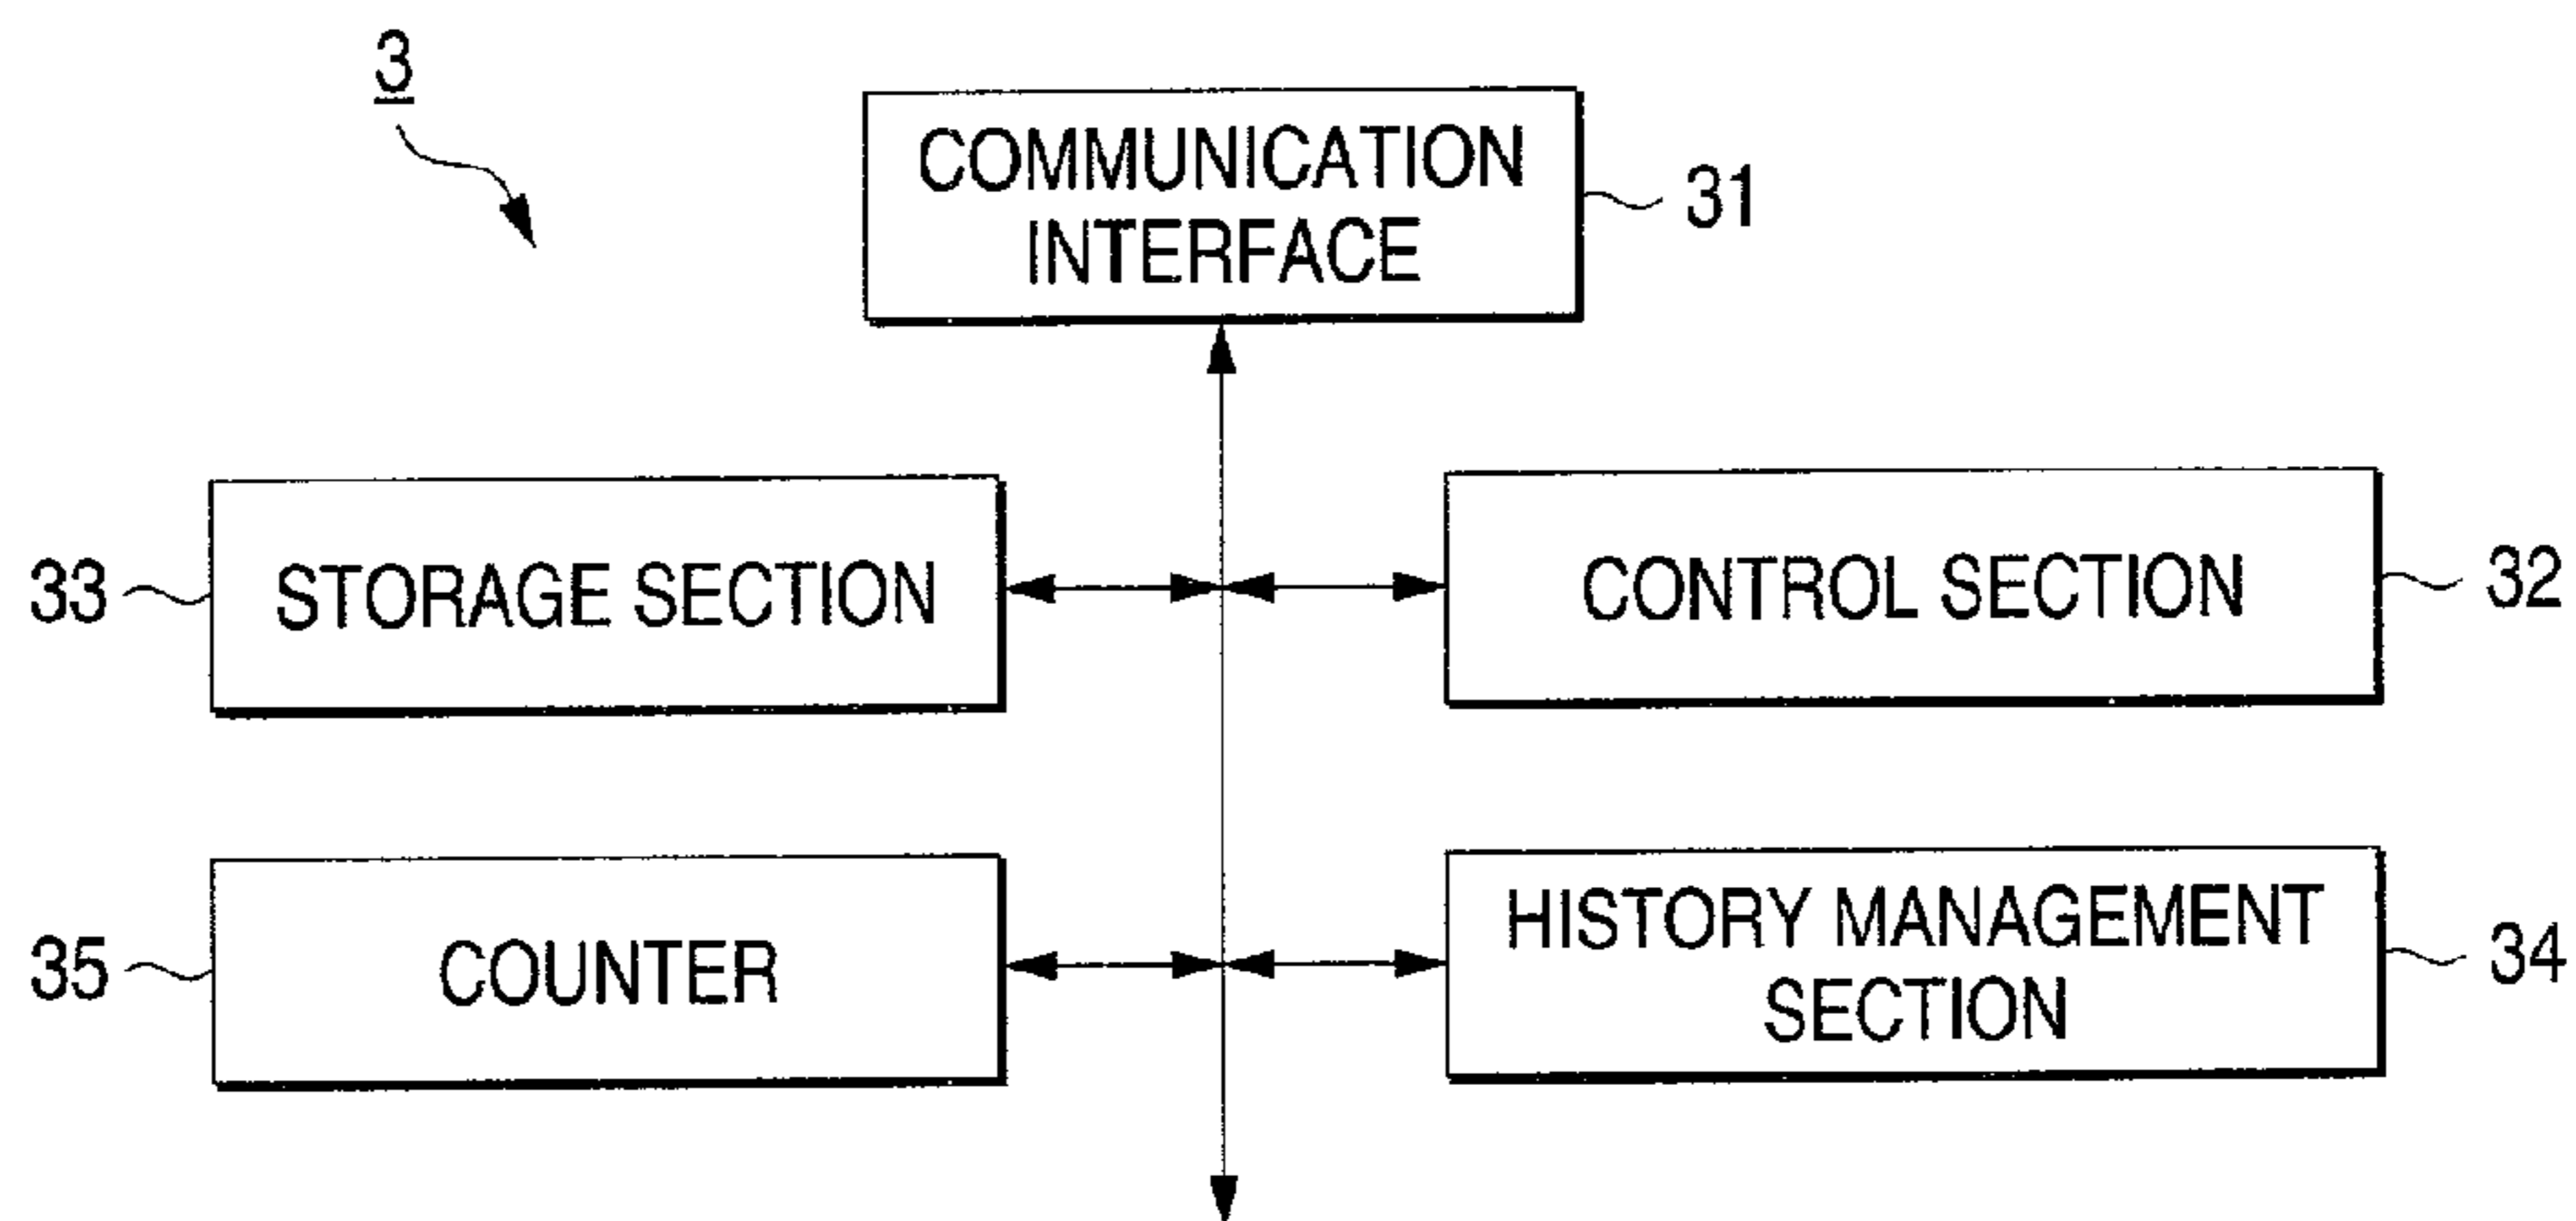 3
COMMUNICATION
INTERFACE
31
33
STORAGE SECTION
CONTROL SECTION
32
35
COUNTER
HISTORY MANAGEMENT
SECTION
34